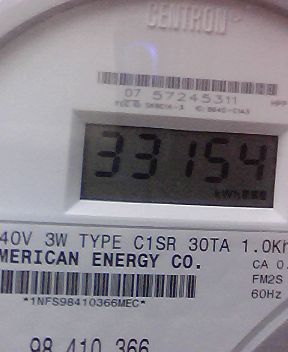 CENTRON
07 57245311
33154
kWh
40V 3W TYPE C1SR 30TA 1.0Kh
MERICAN ENERGY CO.
CA 0.
FM2S
60Hz
*1NFS98410366MEC*
98 410 366